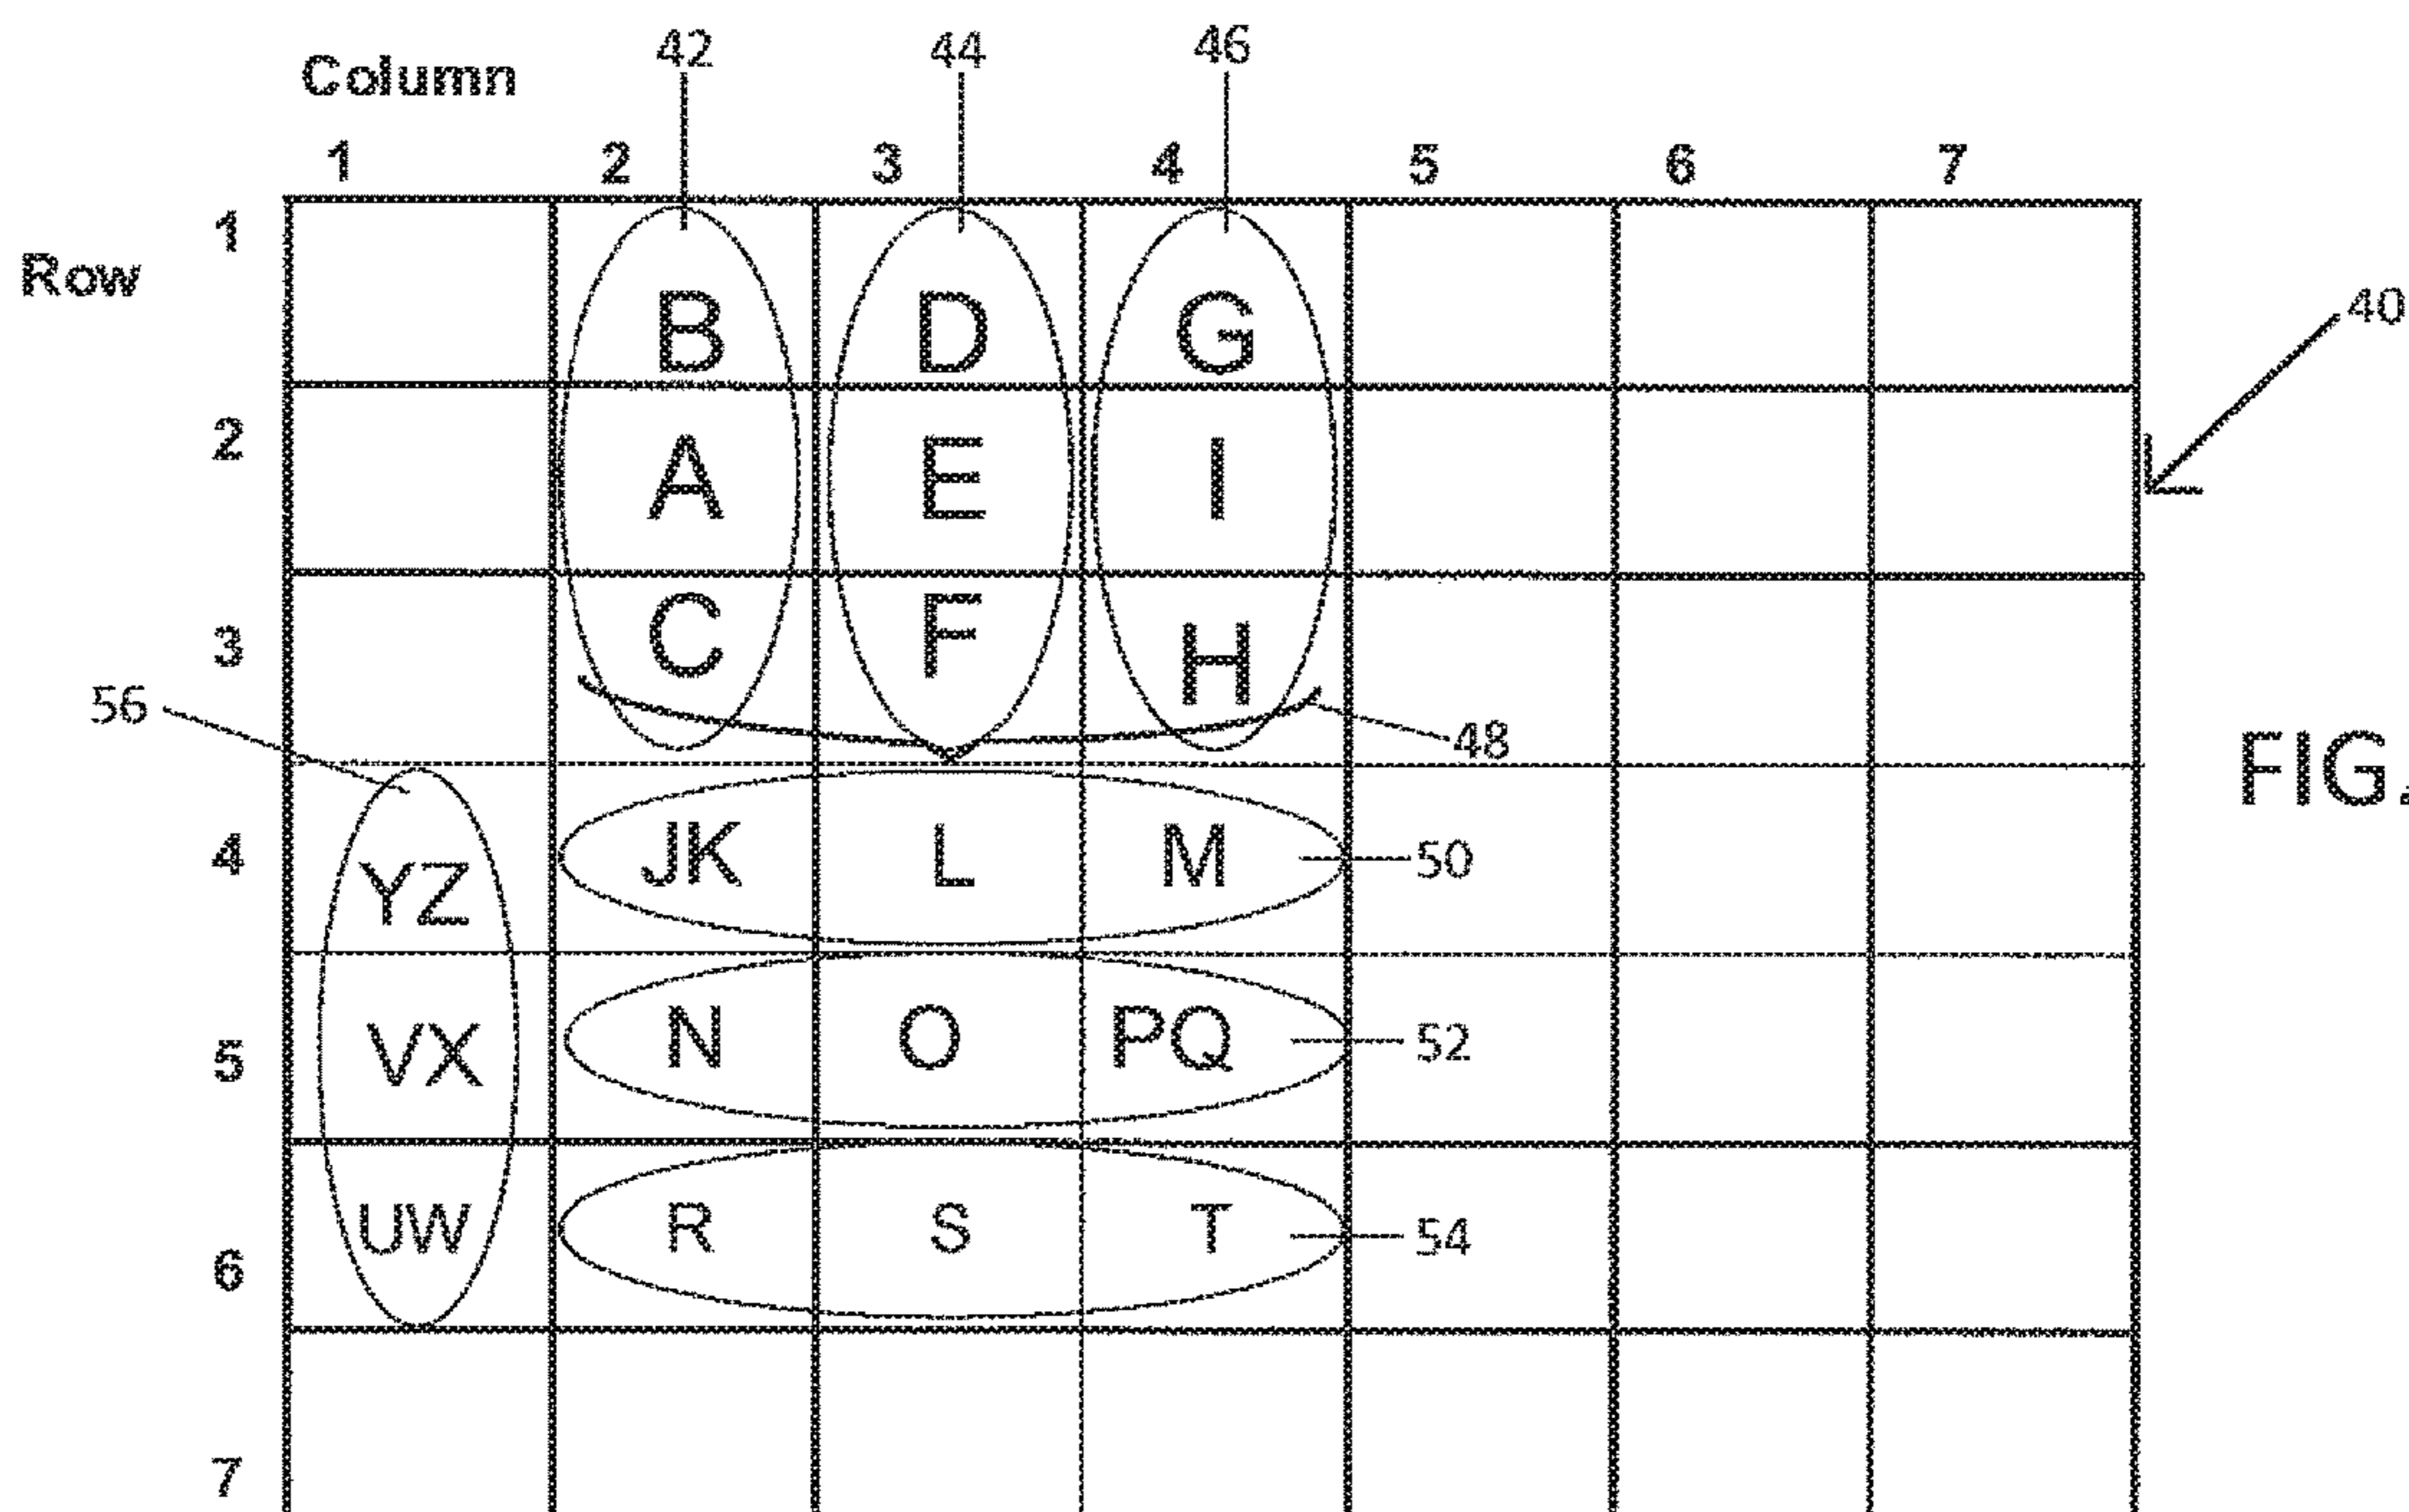 42 44 46
Column
1 2 3 4 5 6 7
1
Row
B D G
40
2
A E I
3
C F H
56
48
FIG.
4
JK L M 50
YZ
5
N O PQ 52
VX
UW R S T 54
6
7